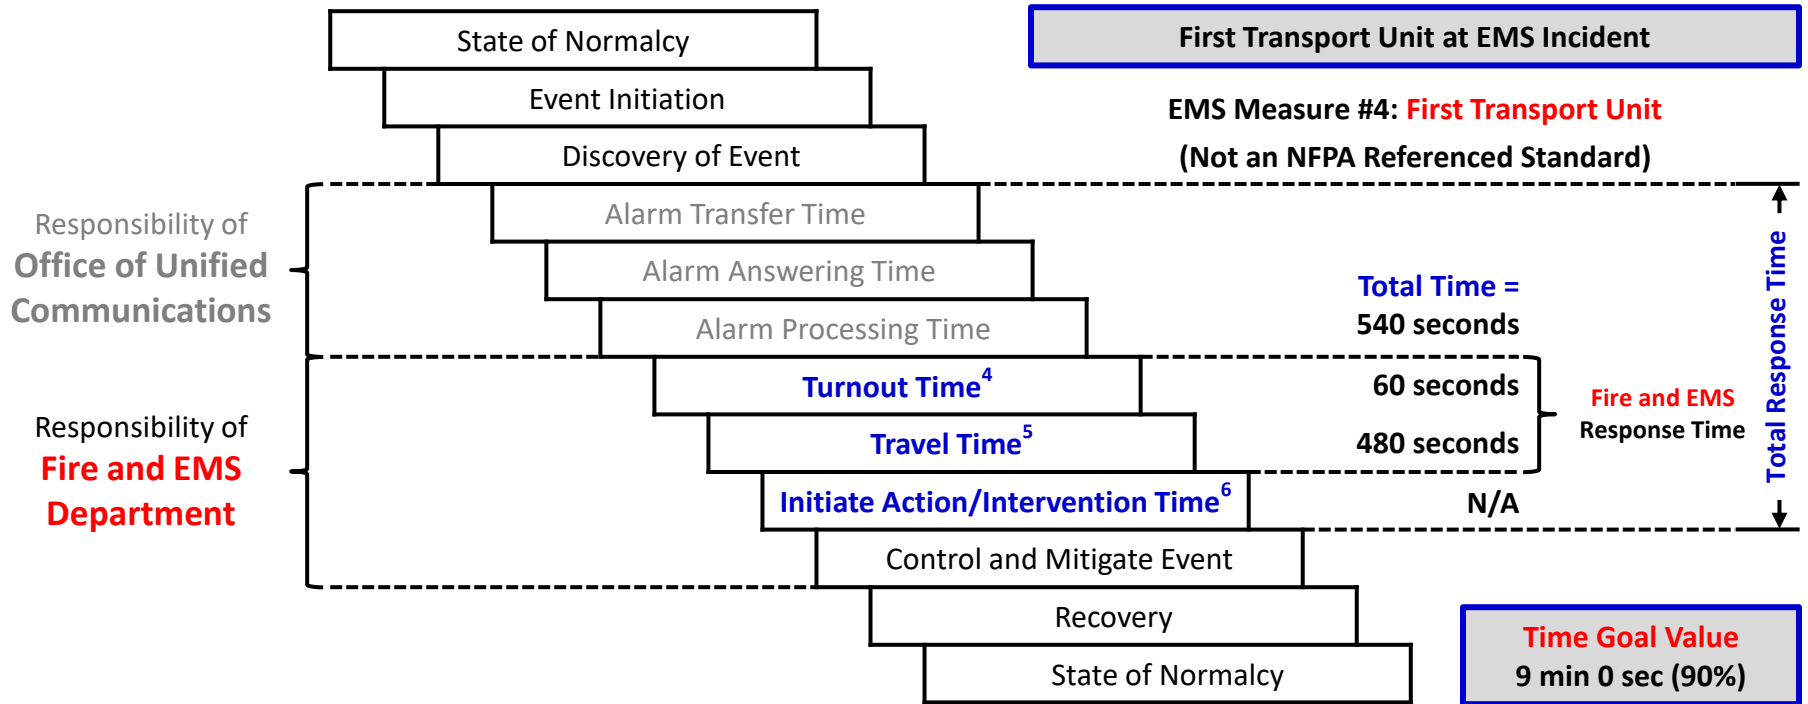 State of Normalcy
First Transport Unit at EMS Incident
Event Initiation
EMS Measure #4: First Transport Unit
Discovery of Event
(Not an NFPA Referenced Standard)
Responsibility of
Office of Unified
Communications
Alarm Transfer Time
Alarm Answering Time
Alarm Processing Time
Total Time =
540 seconds
Total Response Time
Responsibility of
Fire and EMS
Department
Turnout Time⁴
60 seconds
Travel Time⁵
480 seconds
Fire and EMS
Response Time
Initiate Action/Intervention Time⁶
N/A
Control and Mitigate Event
Recovery
State of Normalcy
Time Goal Value
9 min 0 sec (90%)